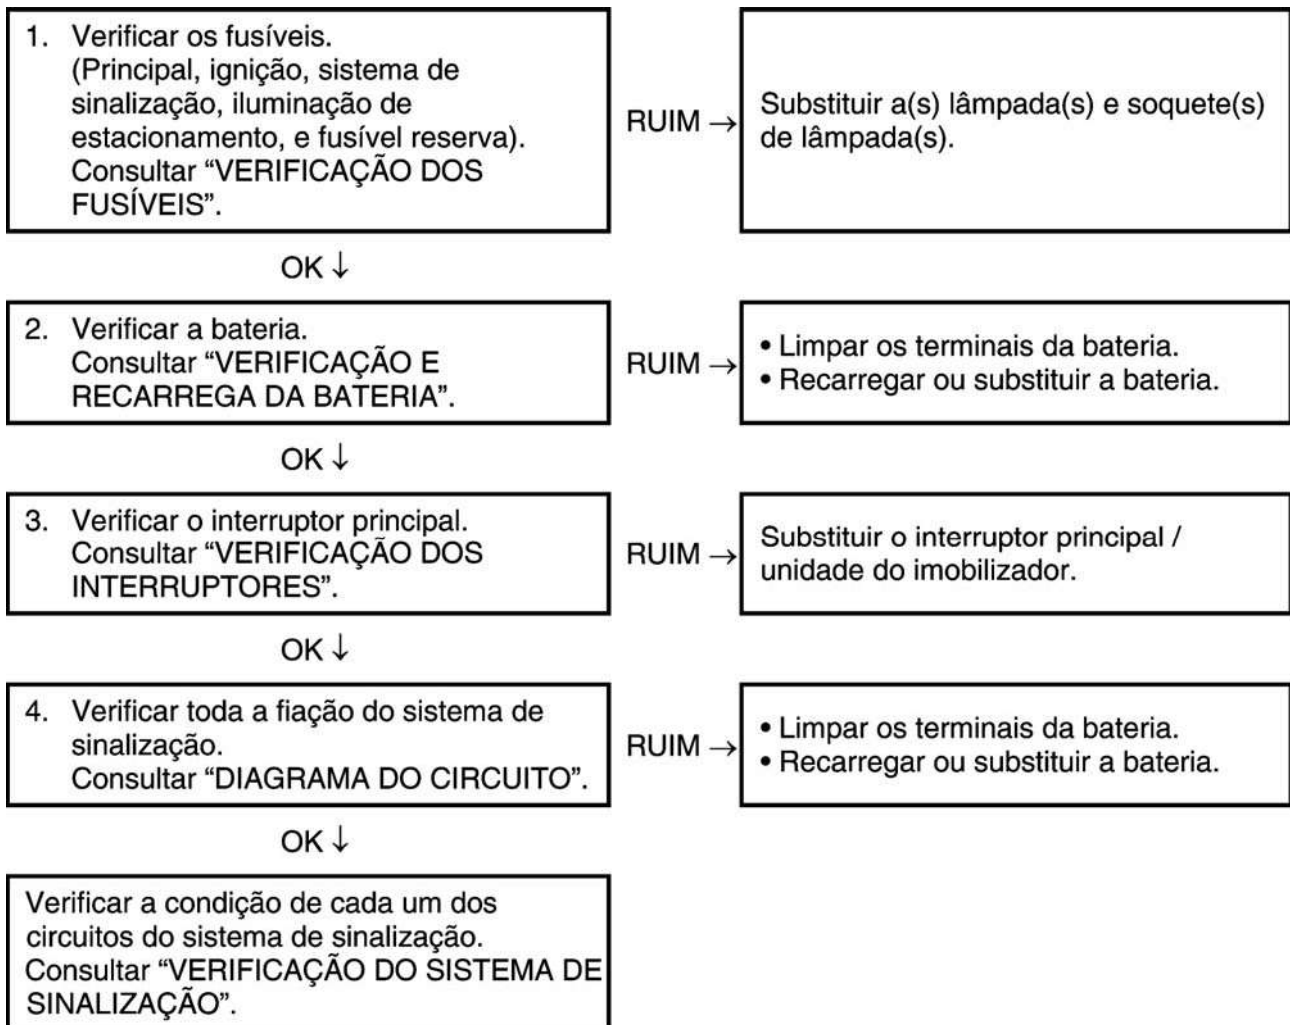 1. Verificar os fusíveis.
(Principal, ignição, sistema de
sinalização, iluminação de
estacionamento, e fusível reserva).
Consultar “VERIFICAÇÃO DOS
FUSÍVEIS”.
RUIM →
Substituir a(s) lâmpada(s) e soquete(s)
de lâmpada(s).
OK ↓
2. Verificar a bateria.
Consultar “VERIFICAÇÃO E
RECARREGA DA BATERIA”.
RUIM →
• Limpar os terminais da bateria.
• Recarregar ou substituir a bateria.
OK ↓
3. Verificar o interruptor principal.
Consultar “VERIFICAÇÃO DOS
INTERRUPTORES”.
RUIM →
Substituir o interruptor principal /
unidade do imobilizador.
OK ↓
4. Verificar toda a fiação do sistema de
sinalização.
Consultar “DIAGRAMA DO CIRCUITO”.
RUIM →
• Limpar os terminais da bateria.
• Recarregar ou substituir a bateria.
OK ↓
Verificar a condição de cada um dos
circuitos do sistema de sinalização.
Consultar “VERIFICAÇÃO DO SISTEMA DE
SINALIZAÇÃO”.